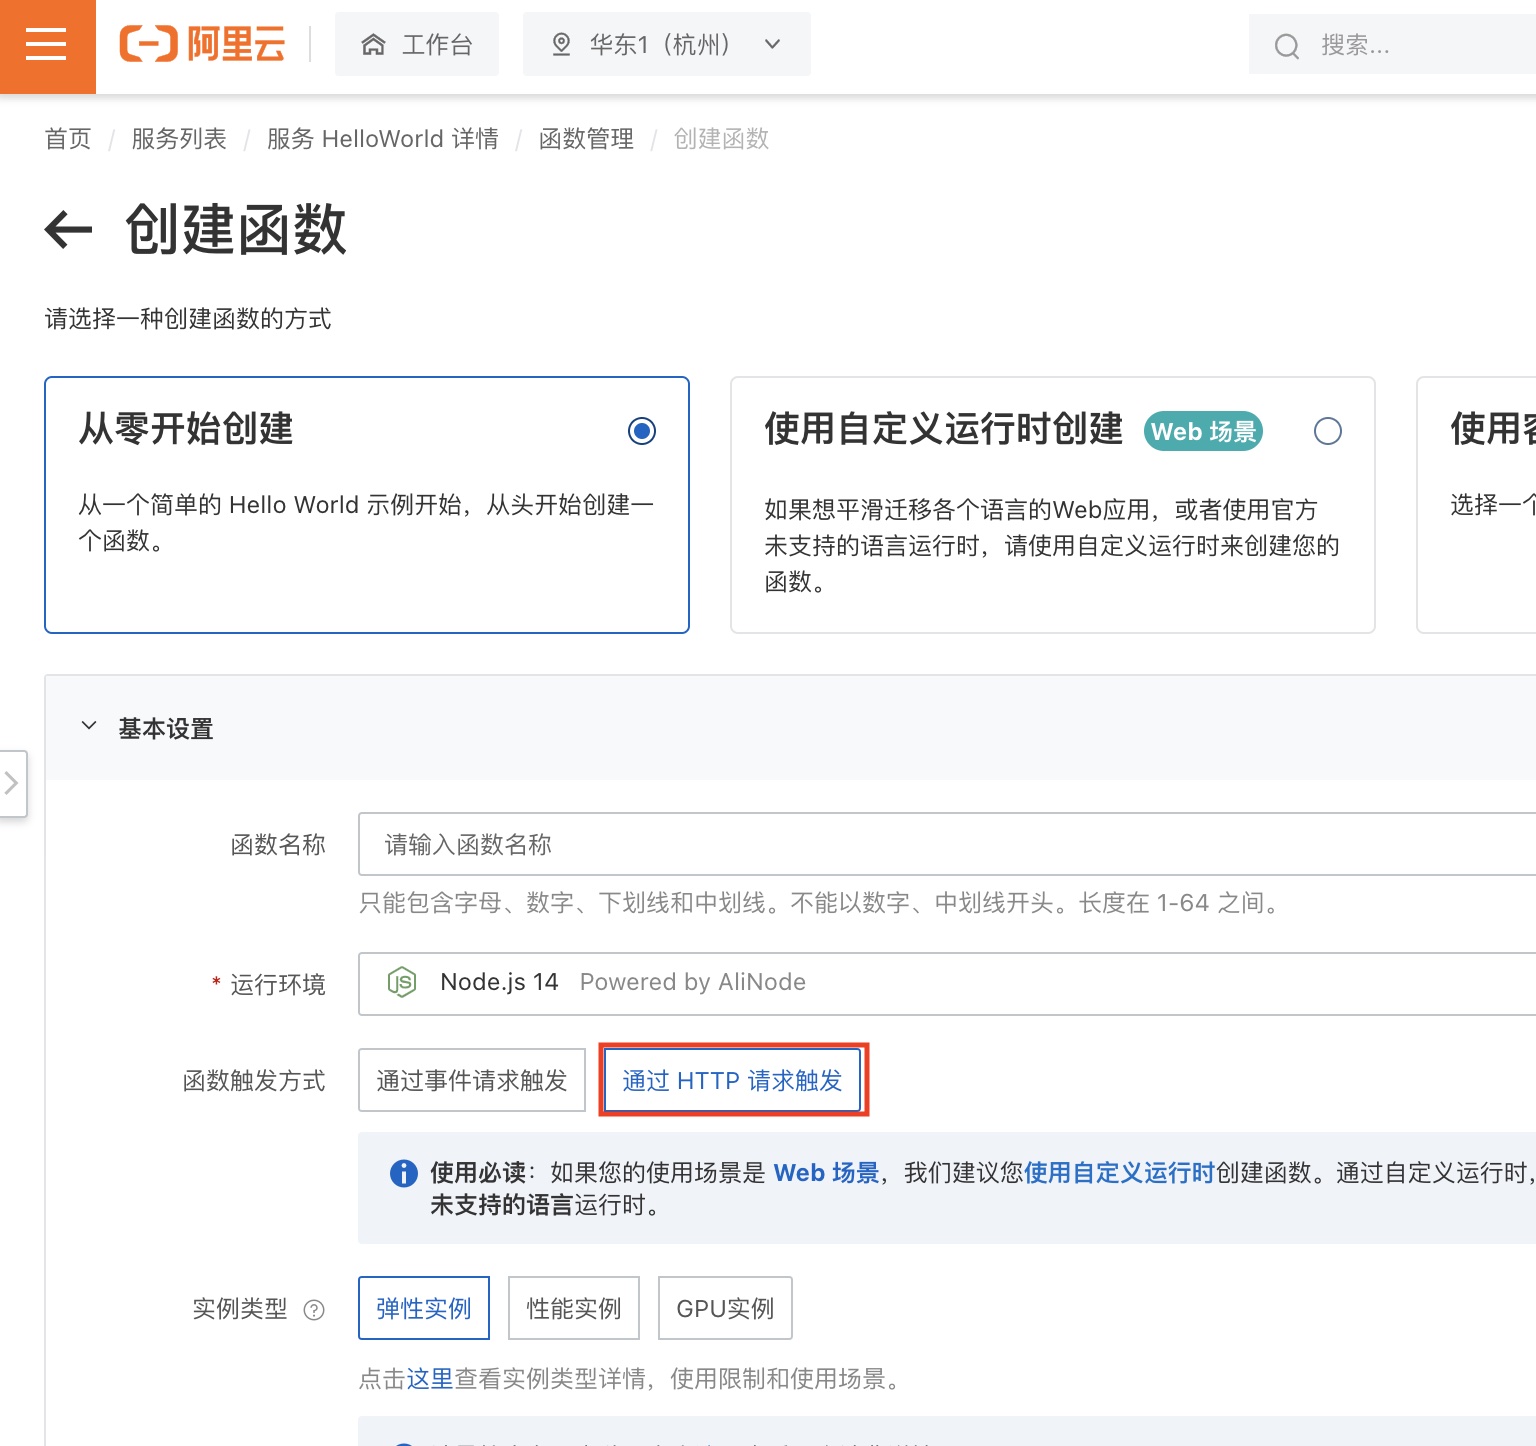 阿里云
工作台
华东1（杭州）
搜索...
首页 / 服务列表 / 服务 HelloWorld 详情 / 函数管理 / 创建函数
创建函数
请选择一种创建函数的方式
从零开始创建
从一个简单的 Hello World 示例开始，从头开始创建一
个函数。
使用自定义运行时创建 Web 场景
如果想平滑迁移各个语言的Web应用，或者使用官方
未支持的语言运行时，请使用自定义运行时来创建您的
函数。
使用容
选择一个
基本设置
函数名称
请输入函数名称
只能包含字母、数字、下划线和中划线。不能以数字、中划线开头。长度在 1-64 之间。
* 运行环境
JS Node.js 14 Powered by AliNode
函数触发方式
通过事件请求触发
通过 HTTP 请求触发
使用必读：如果您的使用场景是 Web 场景，我们建议您使用自定义运行时创建函数。通过自定义运行时，
未支持的语言运行时。
实例类型 ?
弹性实例
性能实例
GPU实例
点击这里查看实例类型详情，使用限制和使用场景。